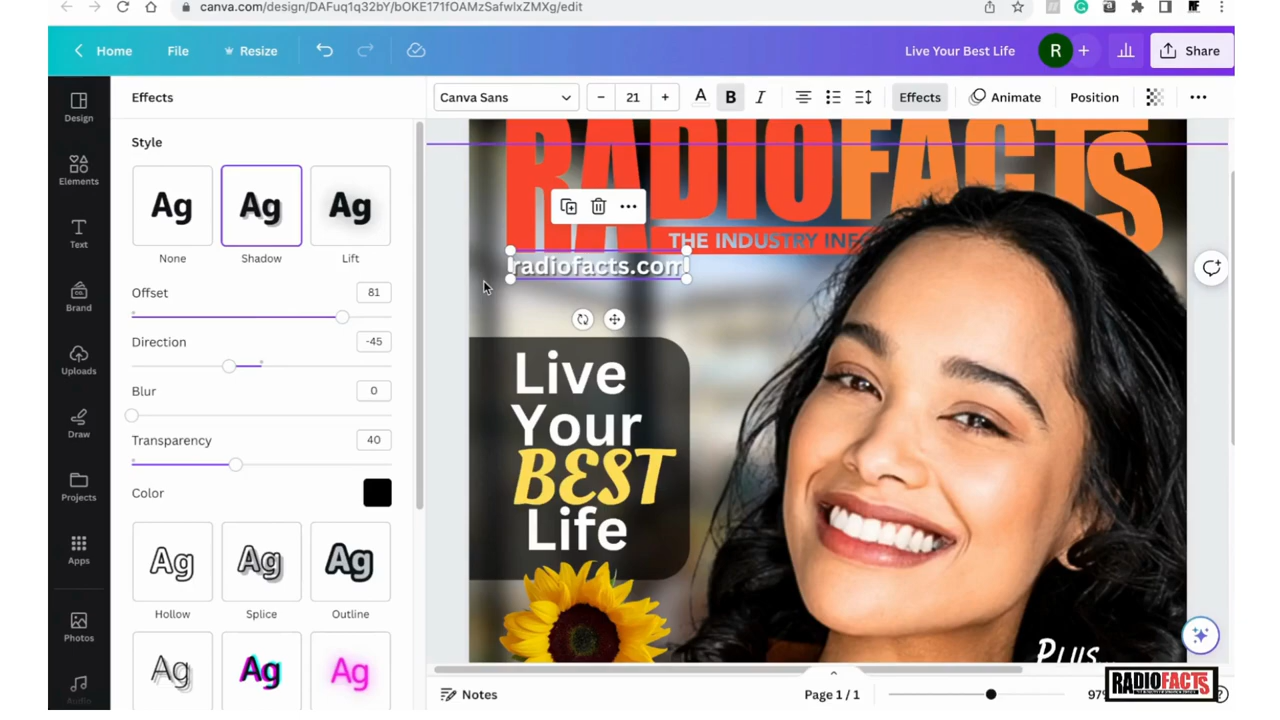 canva.com/design/DAFuq1q32bY/bOKE171fOAMzSafwIxZMXg/edit
Home
File
Resize
Live Your Best Life
R
Share
Design
Elements
Text
Brand
Uploads
Draw
Projects
Apps
Photos
Audio
Effects
Style
Ag
Ag
Ag
None
Shadow
Lift
Offset
81
Direction
-45
Blur
0
Transparency
40
Color
Ag
Ag
Ag
Hollow
Splice
Outline
Ag
Ag
Ag
Canva Sans
21
A
B
I
Effects
Animate
Position
RADIOFACTS
THE INDUSTRY
radiofacts.com
Live
Your
BEST
Life
PLUS...
Notes
Page 1 / 1
RADIOFACTS